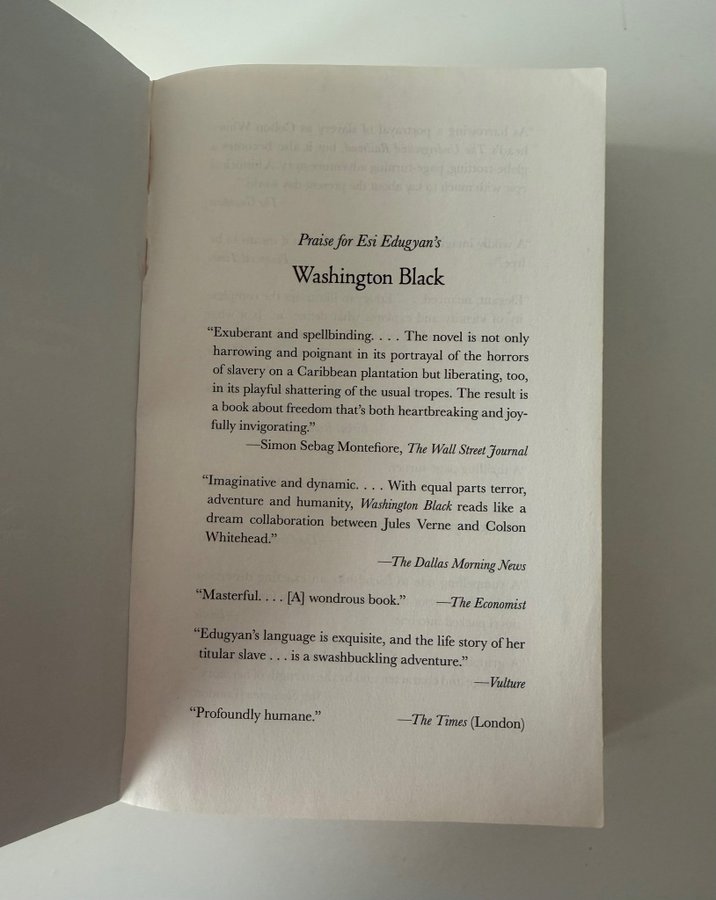 Praise for Esi Edugyan's
Washington Black
“Exuberant and spellbinding. . . . The novel is not only
harrowing and poignant in its portrayal of the horrors
of slavery on a Caribbean plantation but liberating, too,
in its playful shattering of the usual tropes. The result is
a book about freedom that's both heartbreaking and joy-
fully invigorating.”
—Simon Sebag Montefiore, The Wall Street Journal
“Imaginative and dynamic. . . . With equal parts terror,
adventure and humanity, Washington Black reads like a
dream collaboration between Jules Verne and Colson
Whitehead.”
—The Dallas Morning News
“Masterful. . . . [A] wondrous book.” —The Economist
“Edugyan's language is exquisite, and the life story of her
titular slave . . . is a swashbuckling adventure.”
—Vulture
“Profoundly humane.” —The Times (London)